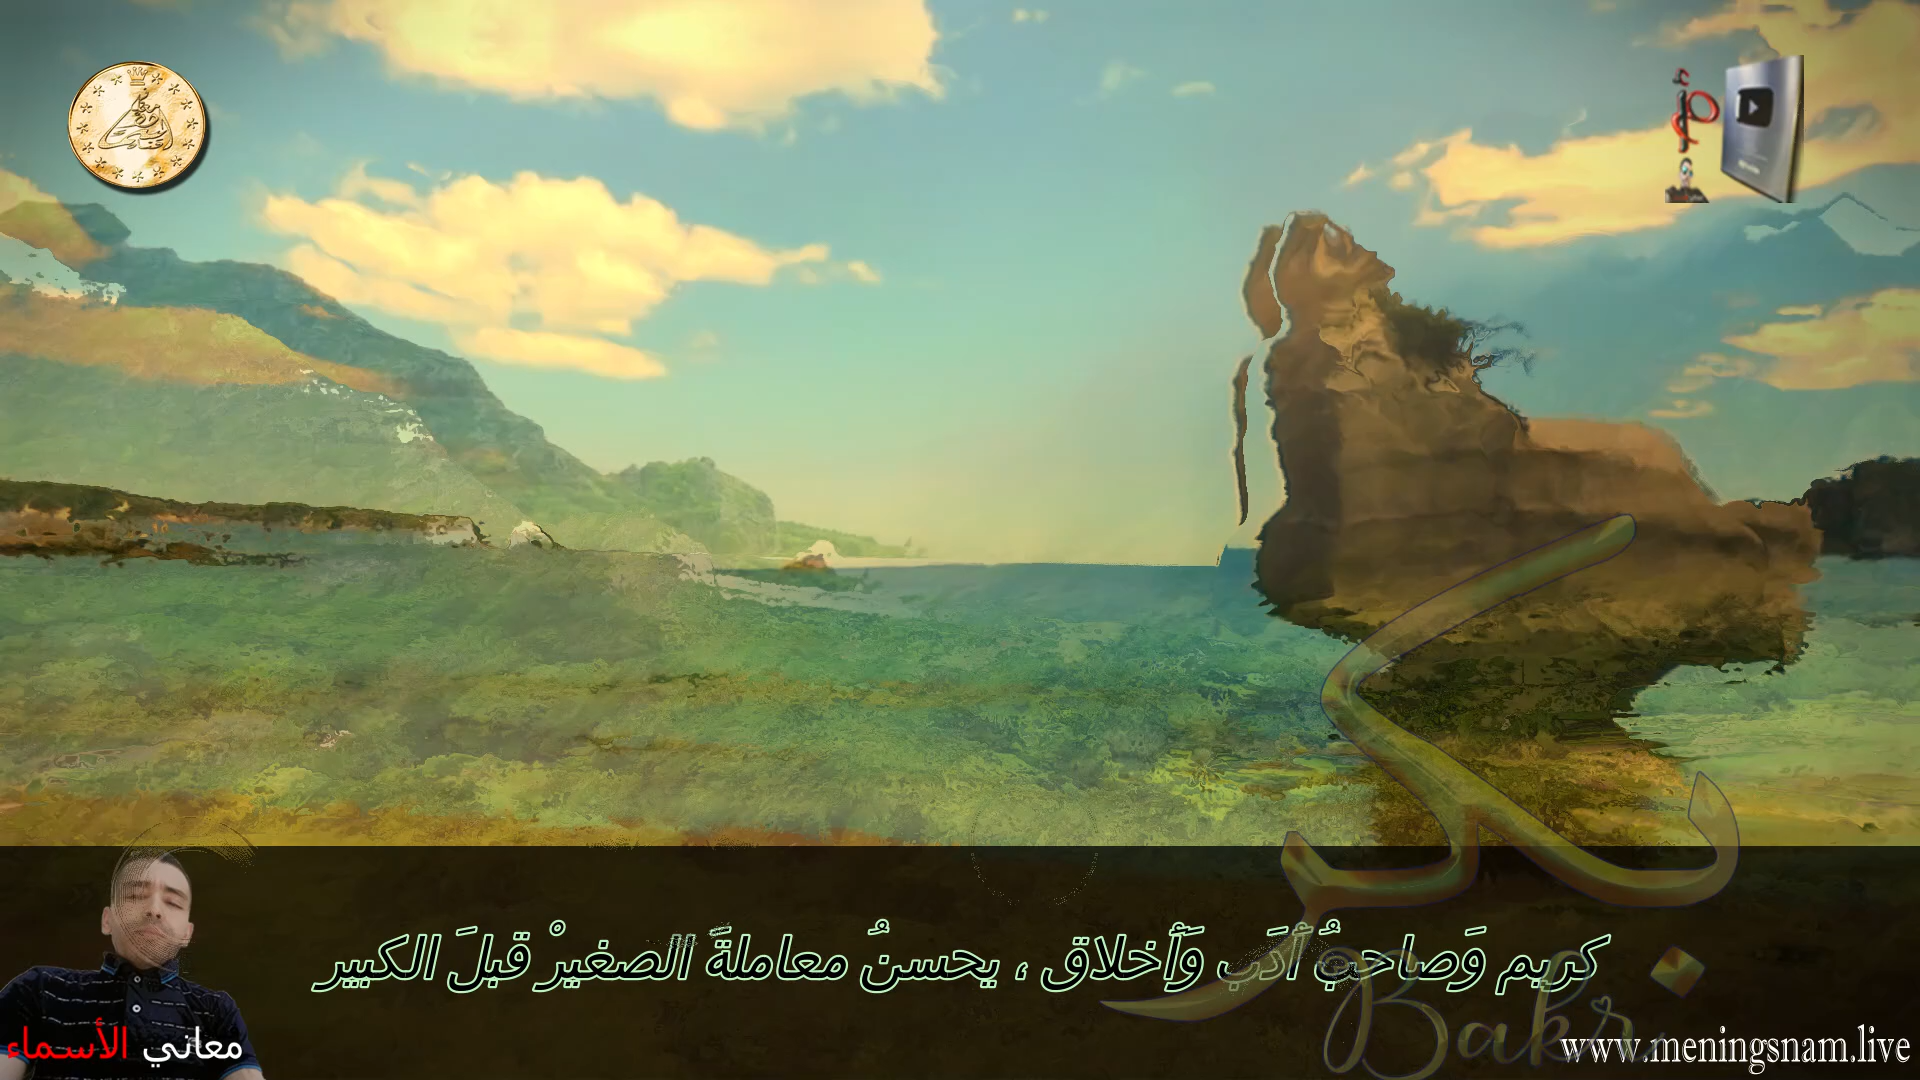 بكر
كريم وَصاحبُ أدَب وَأخلاق ، يحسنُ معاملةَ الصغيرْ قبلَ الكبير
Bakr
معاني الأسماء
www.meningsnam.live